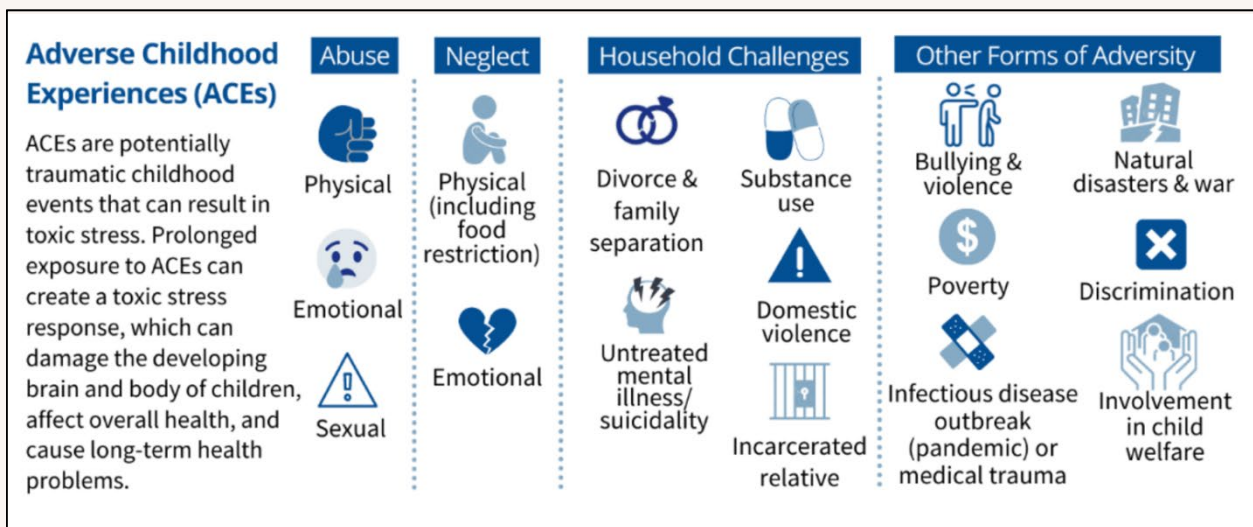 Adverse Childhood
Experiences (ACEs)
ACEs are potentially
traumatic childhood
events that can result in
toxic stress. Prolonged
exposure to ACEs can
create a toxic stress
response, which can
damage the developing
brain and body of children,
affect overall health, and
cause long-term health
problems.
Abuse
Physical
Emotional
Sexual
Neglect
Physical
(including
food
restriction)
Emotional
Household Challenges
Divorce &
family
separation
Substance
use
Untreated
mental
illness/
suicidality
Domestic
violence
Incarcerated
relative
Other Forms of Adversity
Bullying &
violence
Natural
disasters & war
$
Poverty
Discrimination
Infectious disease
outbreak
(pandemic) or
medical trauma
Involvement
in child
welfare